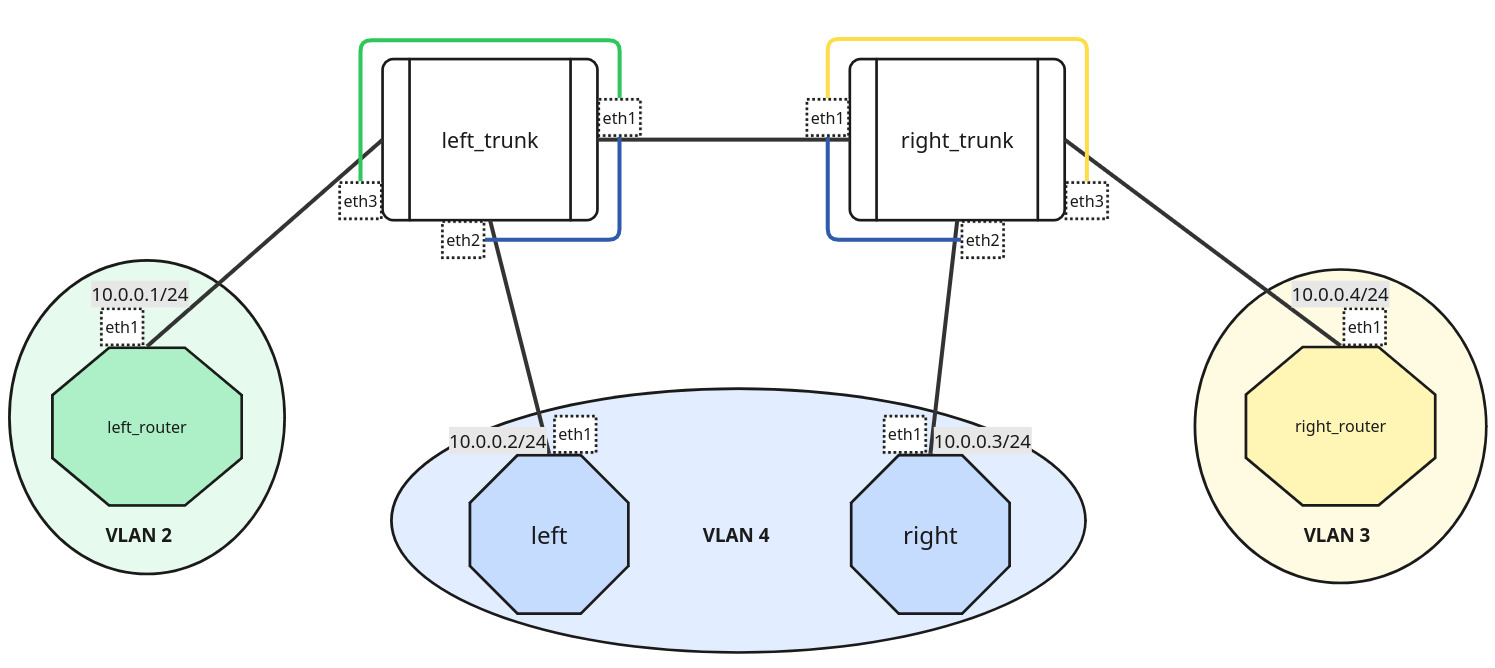 eth1
eth1
left_trunk
right_trunk
eth3
eth3
eth2
eth2
10.0.0.1/24
10.0.0.4/24
eth1
eth1
left_router
right_router
10.0.0.2/24
eth1
eth1
10.0.0.3/24
VLAN 2
left
VLAN 4
right
VLAN 3